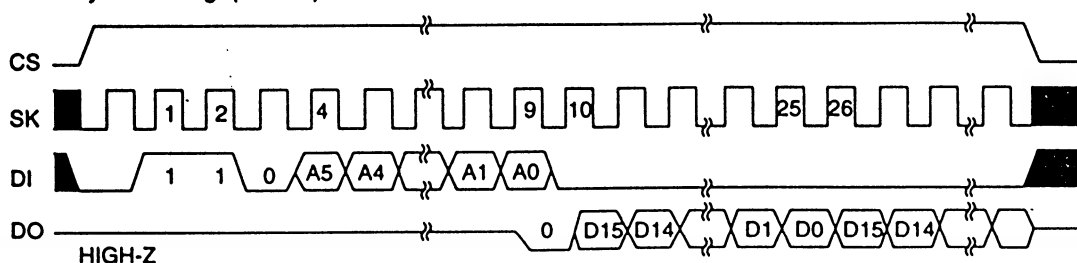 CS
SK 1 2 4 9 10 25 26
DI 1 1 0 A5 A4 A1 A0
DO 0 D15 D14 D1 D0 D15 D14
HIGH-Z